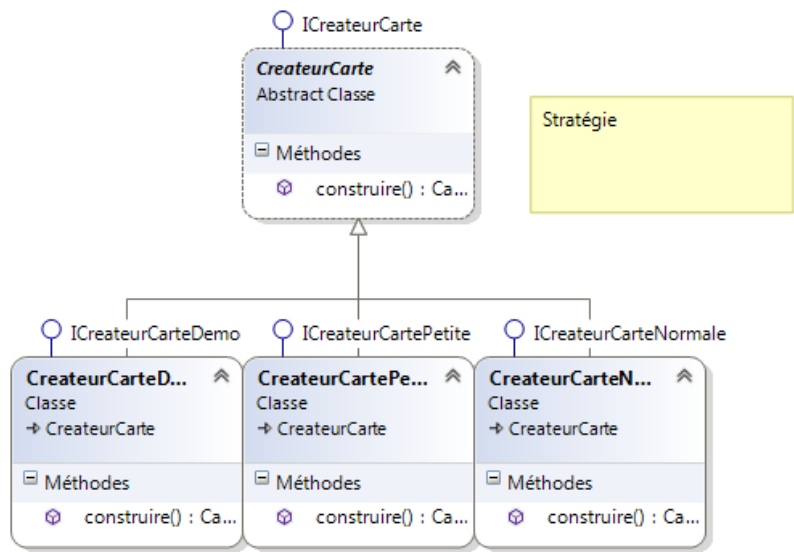 ICreateurCarte
CreateurCarte
Abstract Classe
Méthodes
construire() : Ca...
Stratégie
ICreateurCarteDemo
CreateurCarteD...
Classe
CreateurCarte
Méthodes
construire() : Ca...
ICreateurCartePetite
CreateurCartePe...
Classe
CreateurCarte
Méthodes
construire() : Ca...
ICreateurCarteNormale
CreateurCarteN...
Classe
CreateurCarte
Méthodes
construire() : Ca...